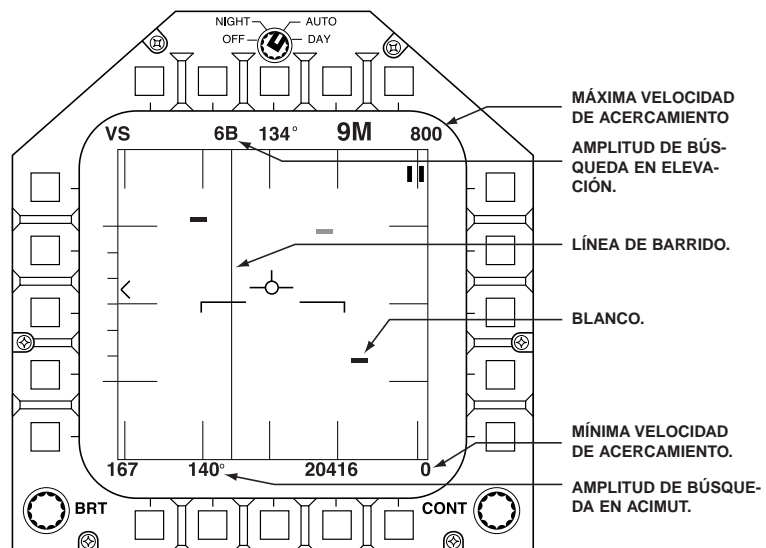 NIGHT AUTO
OFF DAY
VS 6B 134° 9M 800
167 140° 20416 0
BRT CONT
MÁXIMA VELOCIDAD
DE ACERCAMIENTO
AMPLITUD DE BÚS-
QUEDA EN ELEVA-
CIÓN.
LÍNEA DE BARRIDO.
BLANCO.
MÍNIMA VELOCIDAD
DE ACERCAMIENTO.
AMPLITUD DE BÚSQUE-
DA EN ACIMUT.